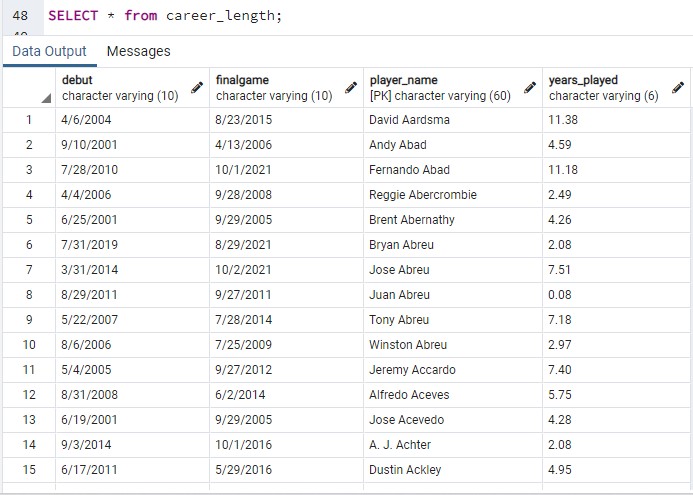 48 SELECT * from career_length;
Data Output Messages
debut finalgame player_name years_played
character varying (10) character varying (10) [PK] character varying (60) character varying (6)
1 4/6/2004 8/23/2015 David Aardsma 11.38
2 9/10/2001 4/13/2006 Andy Abad 4.59
3 7/28/2010 10/1/2021 Fernando Abad 11.18
4 4/4/2006 9/28/2008 Reggie Abercrombie 2.49
5 6/25/2001 9/29/2005 Brent Abernathy 4.26
6 7/31/2019 8/29/2021 Bryan Abreu 2.08
7 3/31/2014 10/2/2021 Jose Abreu 7.51
8 8/29/2011 9/27/2011 Juan Abreu 0.08
9 5/22/2007 7/28/2014 Tony Abreu 7.18
10 8/6/2006 7/25/2009 Winston Abreu 2.97
11 5/4/2005 9/27/2012 Jeremy Accardo 7.40
12 8/31/2008 6/2/2014 Alfredo Aceves 5.75
13 6/19/2001 9/29/2005 Jose Acevedo 4.28
14 9/3/2014 10/1/2016 A. J. Achter 2.08
15 6/17/2011 5/29/2016 Dustin Ackley 4.95